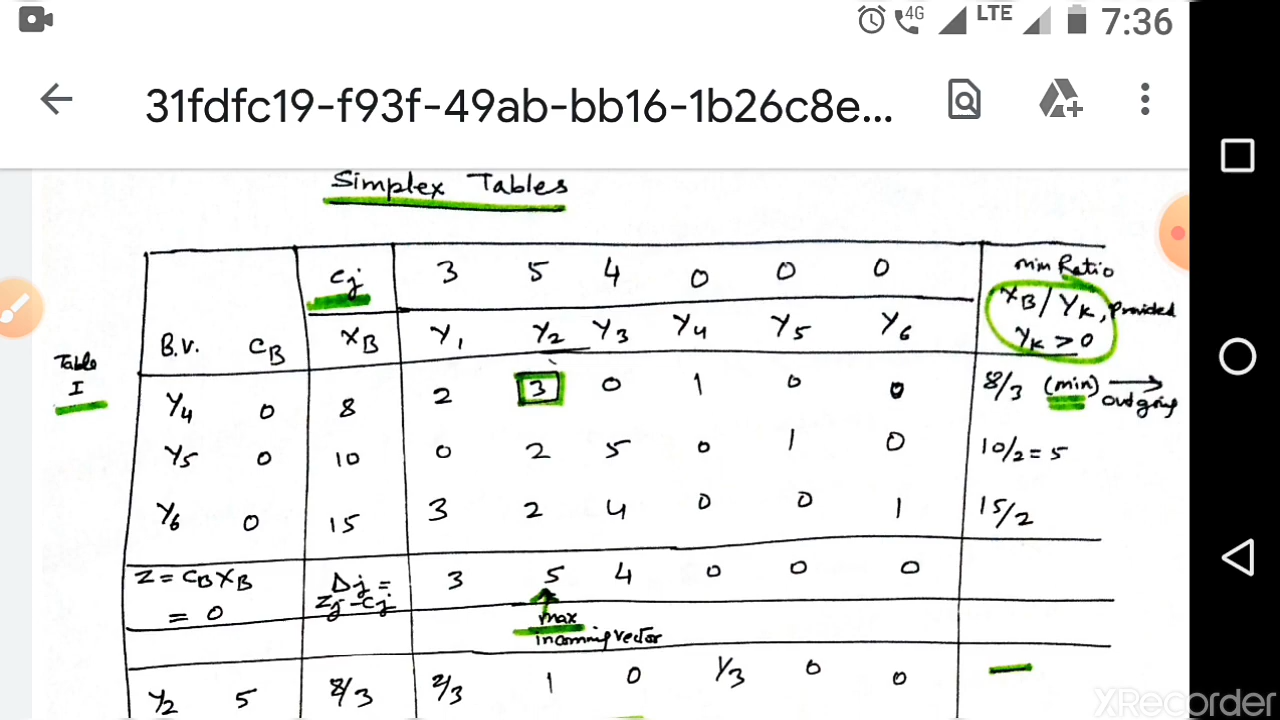 4G LTE 7:36
31fdfc19-f93f-49ab-bb16-1b26c8e...
Simplex Tables
Cj 3 5 4 0 0 0 min Ratio
B.V. CB XB Y1 Y2 Y3 Y4 Y5 Y6 XB/YK, provided
YK > 0
Table
I
Y4 0 8 2 3 0 1 0 0 8/3 (min) →
outgoing
Y5 0 10 0 2 5 0 1 0 10/2 = 5
Y6 0 15 3 2 4 0 0 1 15/2
Z = CBXB Δj = 3 5 4 0 0 0
= 0 Zj-Cj
max
incoming vector
Y2 5 8/3 2/3 1 0 1/3 0 0 —
XRecorder